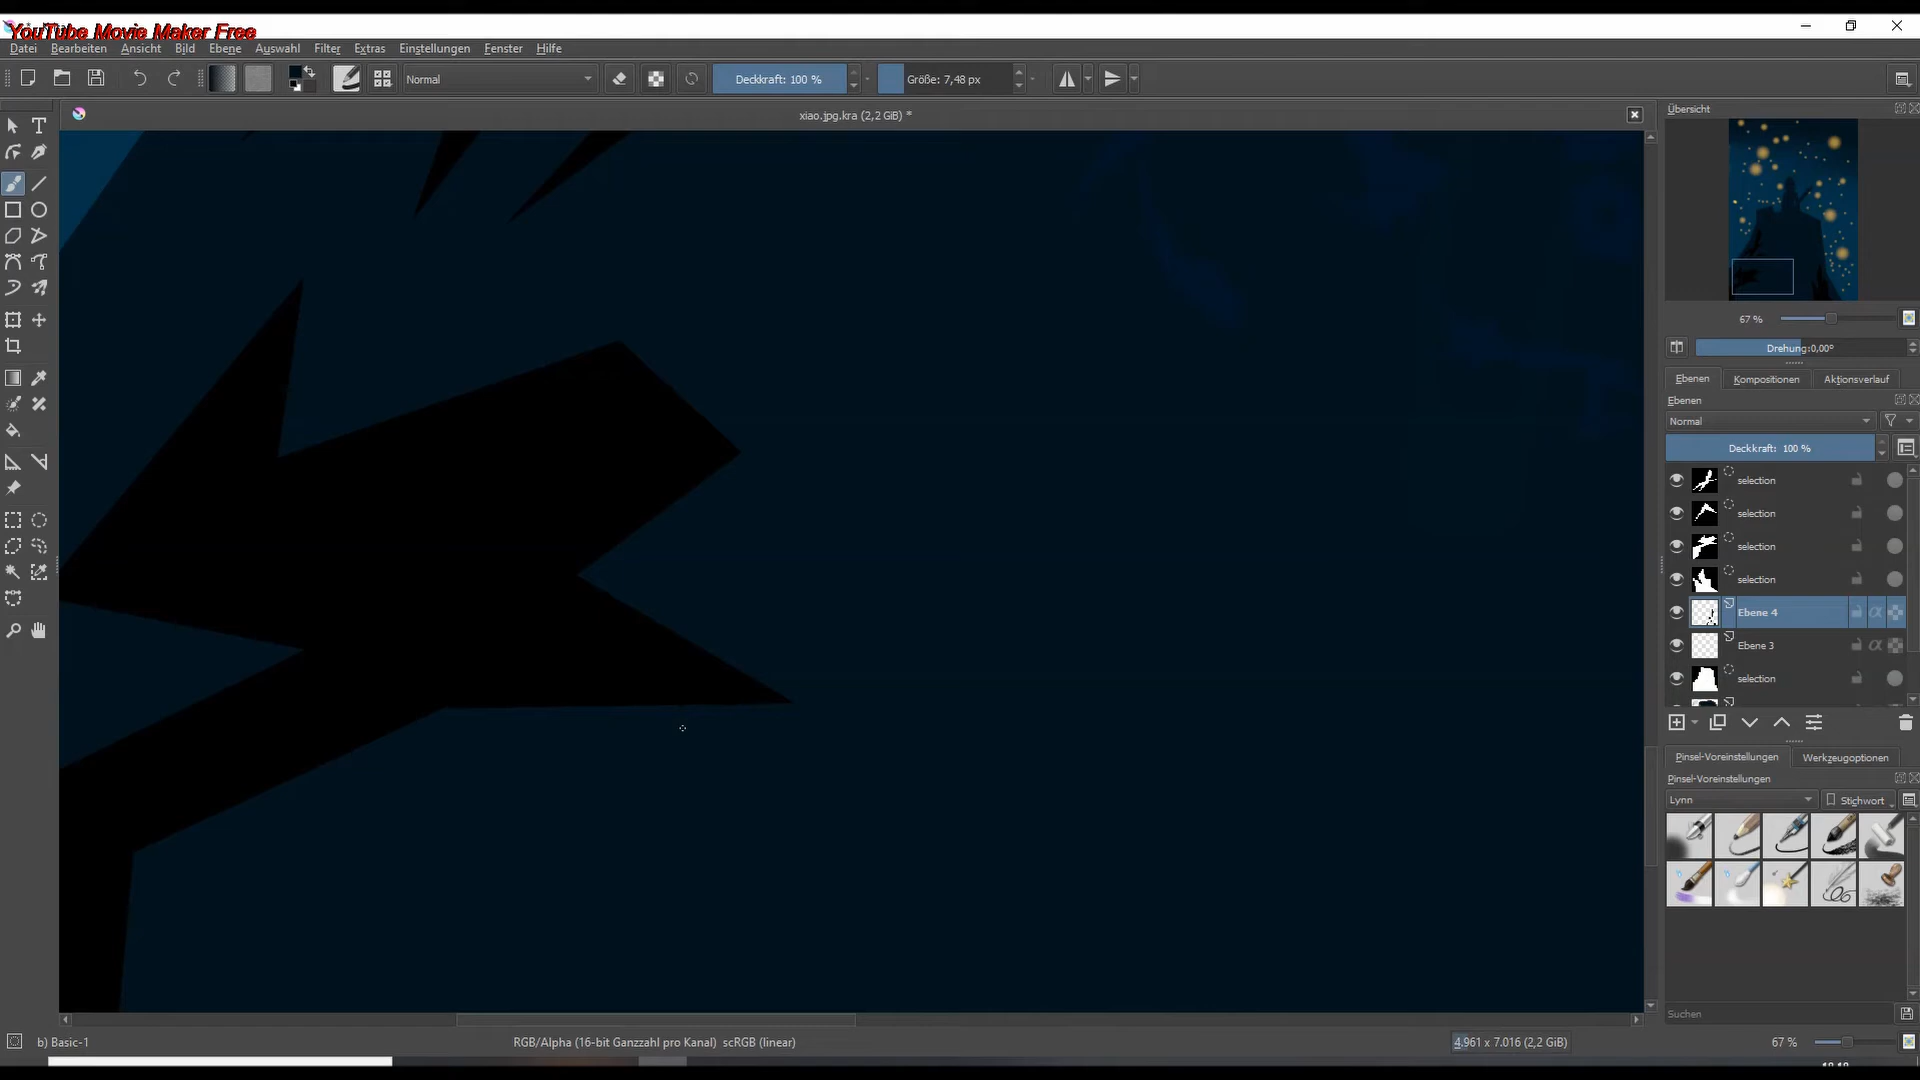 YouTube Movie Maker Free
Datei Bearbeiten Ansicht Bild Ebene Auswahl Filter Extras Einstellungen Fenster Hilfe
Normal Deckkraft: 100 % Größe: 7,48 px
xiao.jpg.kra (2,2 GiB) *
Übersicht
67 %
Drehung:0,00°
Ebenen Kompositionen Aktionsverlauf
Ebenen
Normal
Deckkraft: 100 %
selection
selection
selection
selection
Ebene 4
Ebene 3
selection
Pinsel-Voreinstellungen Werkzeugoptionen
Pinsel-Voreinstellungen
Lynn Stichwort
Suchen
b) Basic-1 RGB/Alpha (16-bit Ganzzahl pro Kanal) scRGB (linear) 4.961 x 7.016 (2,2 GiB) 67 %